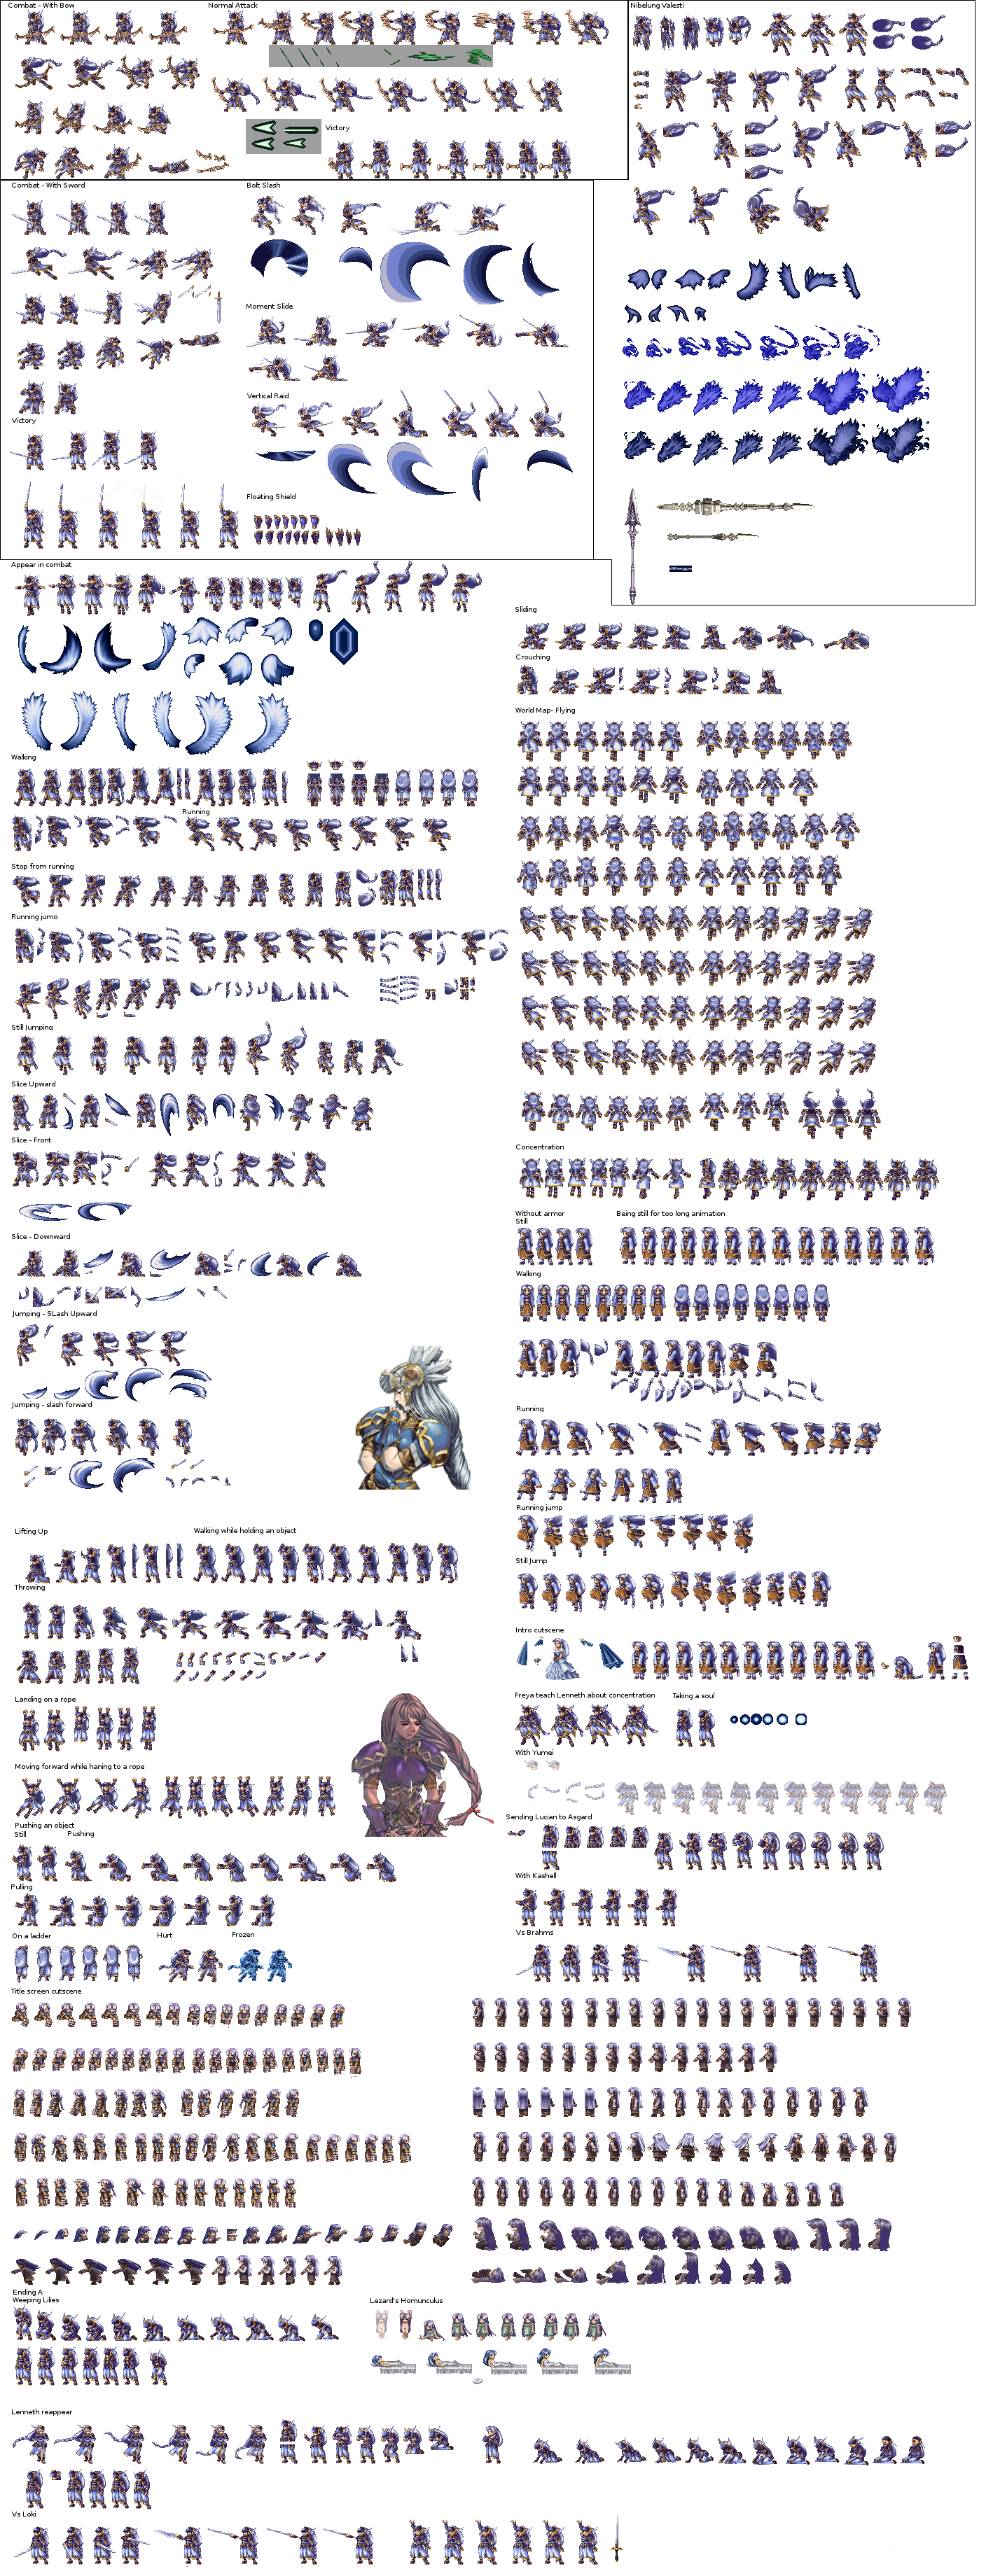 Combat - With Bow
Normal Attack
Nibelung Valesti
Victory
Combat - With Sword
Bolt Slash
Moment Slide
Vertical Raid
Victory
Floating Shield
Appear in combat
Sliding
Crouching
World Map- Flying
Walking
Running
Stop from running
Running jumo
Still Jumping
Slice Upward
Slice - Front
Concentration
Without armor
Still
Being still for too long animation
Slice - Downward
Walking
Jumping - SLash Upward
Jumping - slash forward
Running
Running jump
Lifting Up
Walking while holding an object
Still Jump
Throwing
Intro cutscene
Landing on a rope
Freya teach Lenneth about concentration
Taking a soul
With Yumei
Moving forward while haning to a rope
Sending Lucian to Asgard
Pushing an object
Still
Pushing
With Kashell
Pulling
Vs Brahms
On a ladder
Hurt
Frozen
Title screen cutscene
Ending A
Weeping Lilies
Lezard's Homunculus
Lenneth reappear
Vs Loki